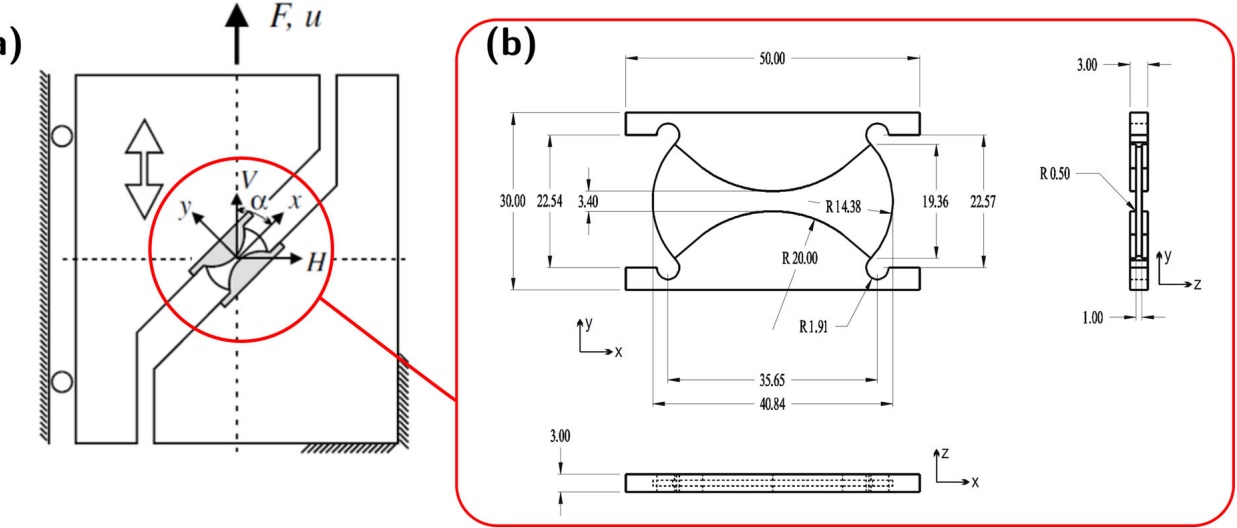 a)
F, u
V
α
x
y
H
(b)
50.00
3.00
30.00
22.54
3.40
R 14.38
19.36
22.57
R 20.00
R 1.91
R 0.50
y
x
y
z
1.00
35.65
40.84
3.00
z
x